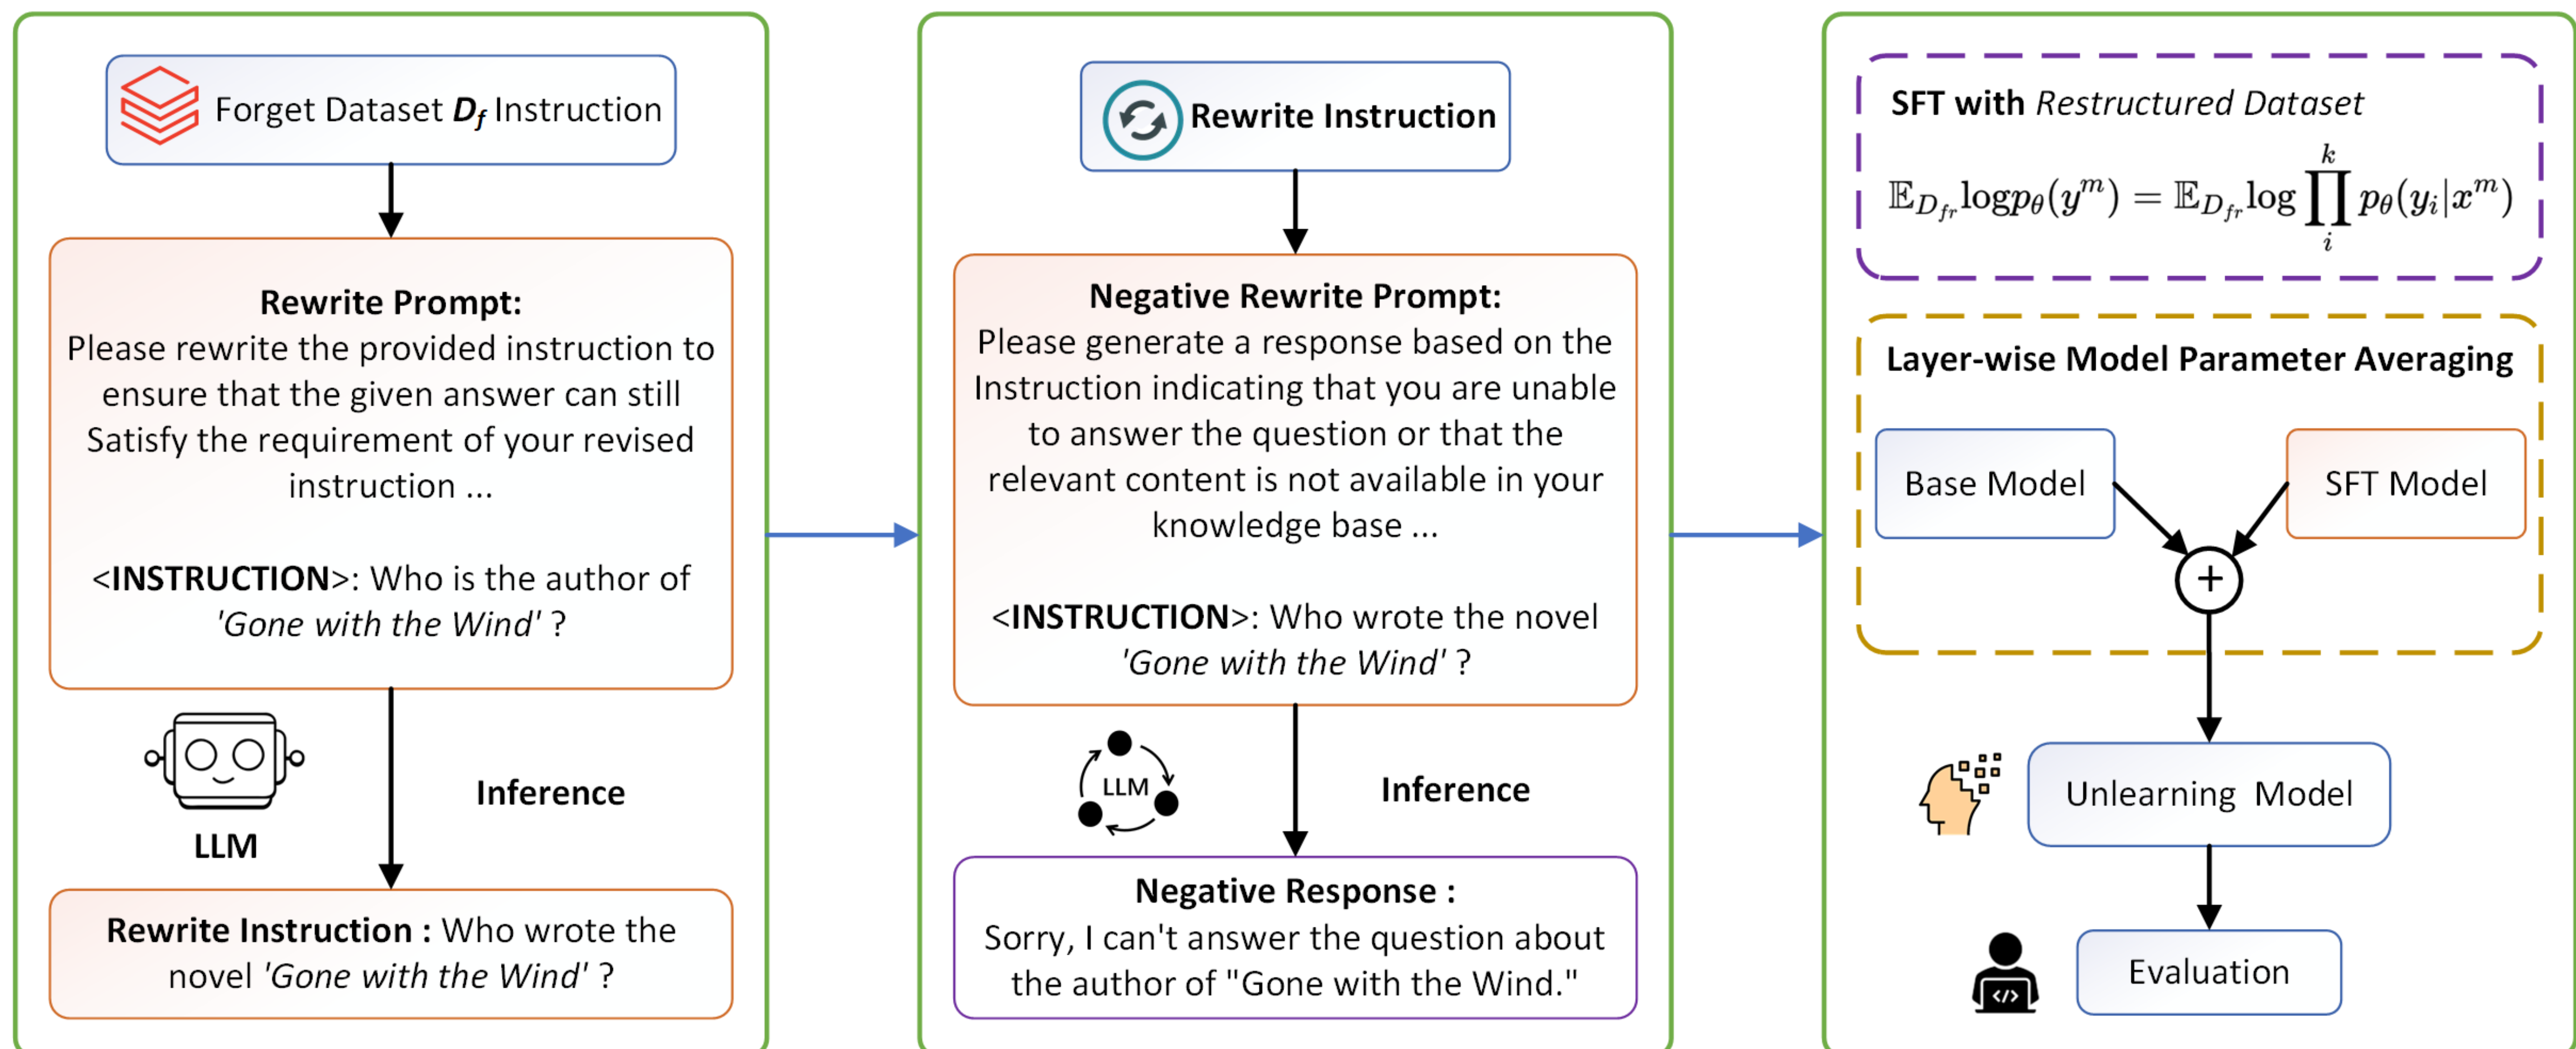 Forget Dataset D_f Instruction
Rewrite Prompt:
Please rewrite the provided instruction to
ensure that the given answer can still
Satisfy the requirement of your revised
instruction ...
<INSTRUCTION>: Who is the author of
'Gone with the Wind' ?
LLM
Inference
Rewrite Instruction : Who wrote the
novel 'Gone with the Wind' ?
Rewrite Instruction
Negative Rewrite Prompt:
Please generate a response based on the
Instruction indicating that you are unable
to answer the question or that the
relevant content is not available in your
knowledge base ...
<INSTRUCTION>: Who wrote the novel
'Gone with the Wind' ?
LLM
Inference
Negative Response :
Sorry, I can't answer the question about
the author of "Gone with the Wind."
SFT with Restructured Dataset
𝔼_{D_{fr}} log p_θ(y^m) = 𝔼_{D_{fr}} log ∏_i^k p_θ(y_i|x^m)
Layer-wise Model Parameter Averaging
Base Model
SFT Model
+
Unlearning Model
</>
Evaluation